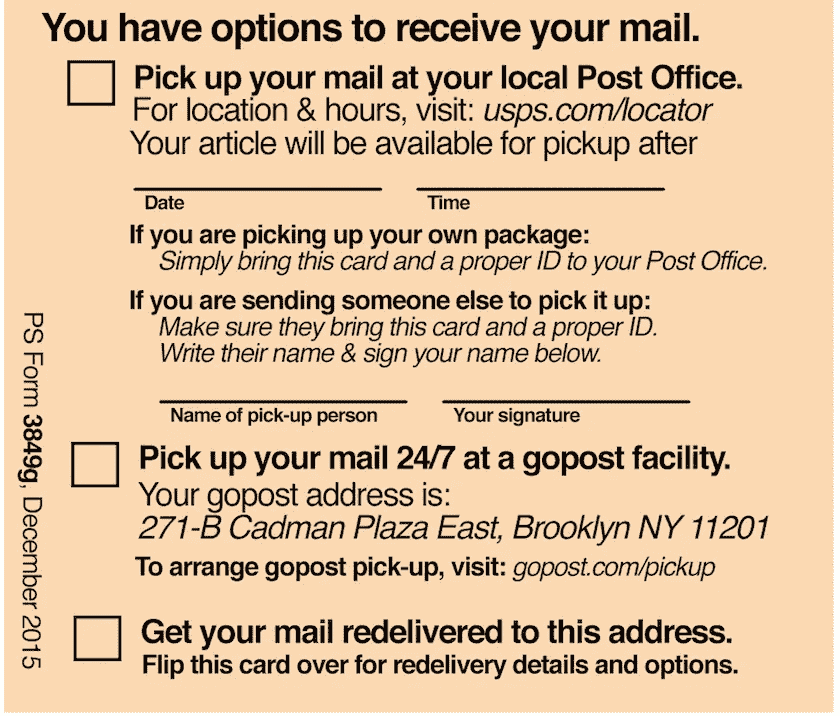 You have options to receive your mail.
Pick up your mail at your local Post Office.
For location & hours, visit: usps.com/locator
Your article will be available for pickup after
Date Time
If you are picking up your own package:
Simply bring this card and a proper ID to your Post Office.
If you are sending someone else to pick it up:
Make sure they bring this card and a proper ID.
Write their name & sign your name below.
Name of pick-up person Your signature
Pick up your mail 24/7 at a gopost facility.
Your gopost address is:
271-B Cadman Plaza East, Brooklyn NY 11201
To arrange gopost pick-up, visit: gopost.com/pickup
Get your mail redelivered to this address.
Flip this card over for redelivery details and options.
PS Form 3849g, December 2015